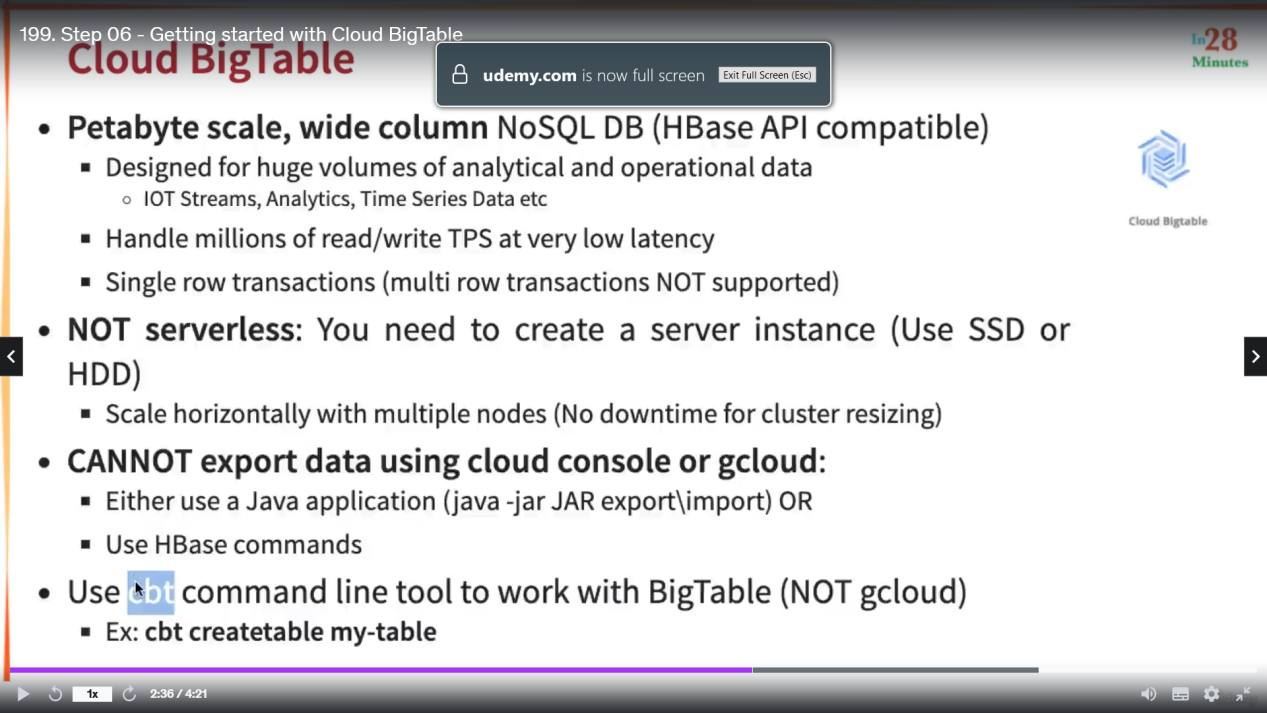 199. Step 06 - Getting started with Cloud BigTable
Cloud BigTable
In28
Minutes
udemy.com is now full screen
Exit Full Screen (Esc)
• Petabyte scale, wide column NoSQL DB (HBase API compatible)
▪ Designed for huge volumes of analytical and operational data
○ IOT Streams, Analytics, Time Series Data etc
▪ Handle millions of read/write TPS at very low latency
▪ Single row transactions (multi row transactions NOT supported)
Cloud Bigtable
• NOT serverless: You need to create a server instance (Use SSD or
HDD)
▪ Scale horizontally with multiple nodes (No downtime for cluster resizing)
• CANNOT export data using cloud console or gcloud:
▪ Either use a Java application (java -jar JAR export\import) OR
▪ Use HBase commands
• Use cbt command line tool to work with BigTable (NOT gcloud)
▪ Ex: cbt createtable my-table
1x
2:36 / 4:21